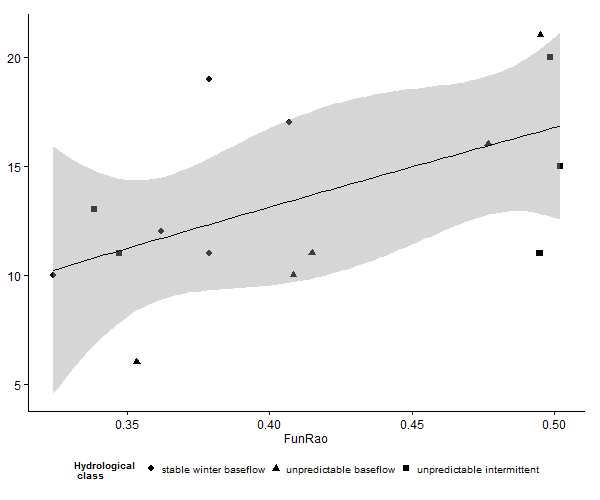 20
15
10
5
0.35 0.40 0.45 0.50
FunRao
Hydrological
class
stable winter baseflow unpredictable baseflow unpredictable intermittent